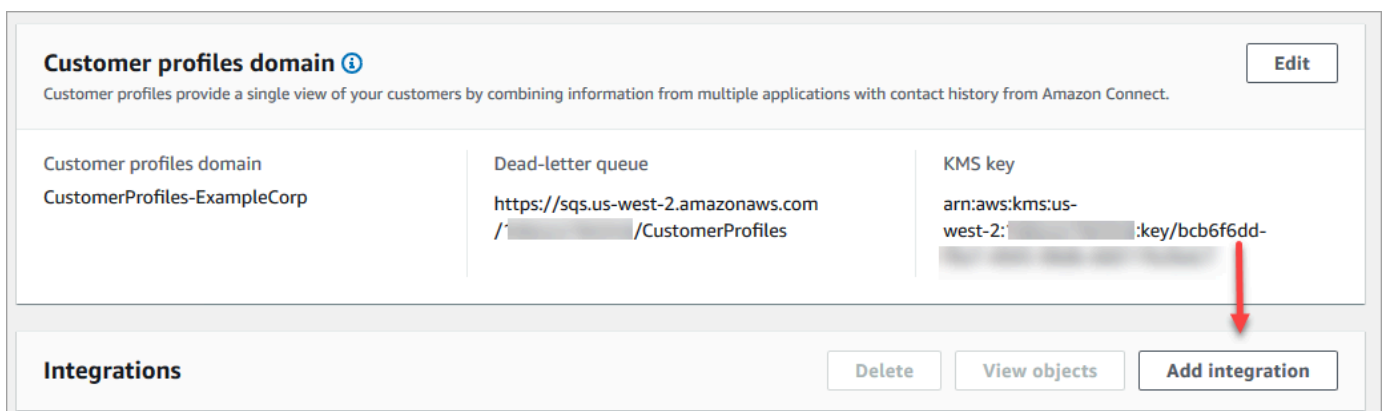 Customer profiles domain
Edit
Customer profiles provide a single view of your customers by combining information from multiple applications with contact history from Amazon Connect.
Customer profiles domain
CustomerProfiles-ExampleCorp
Dead-letter queue
https://sqs.us-west-2.amazonaws.com
/CustomerProfiles
KMS key
arn:aws:kms:us-
west-2: :key/bcb6f6dd-
Integrations
Delete
View objects
Add integration